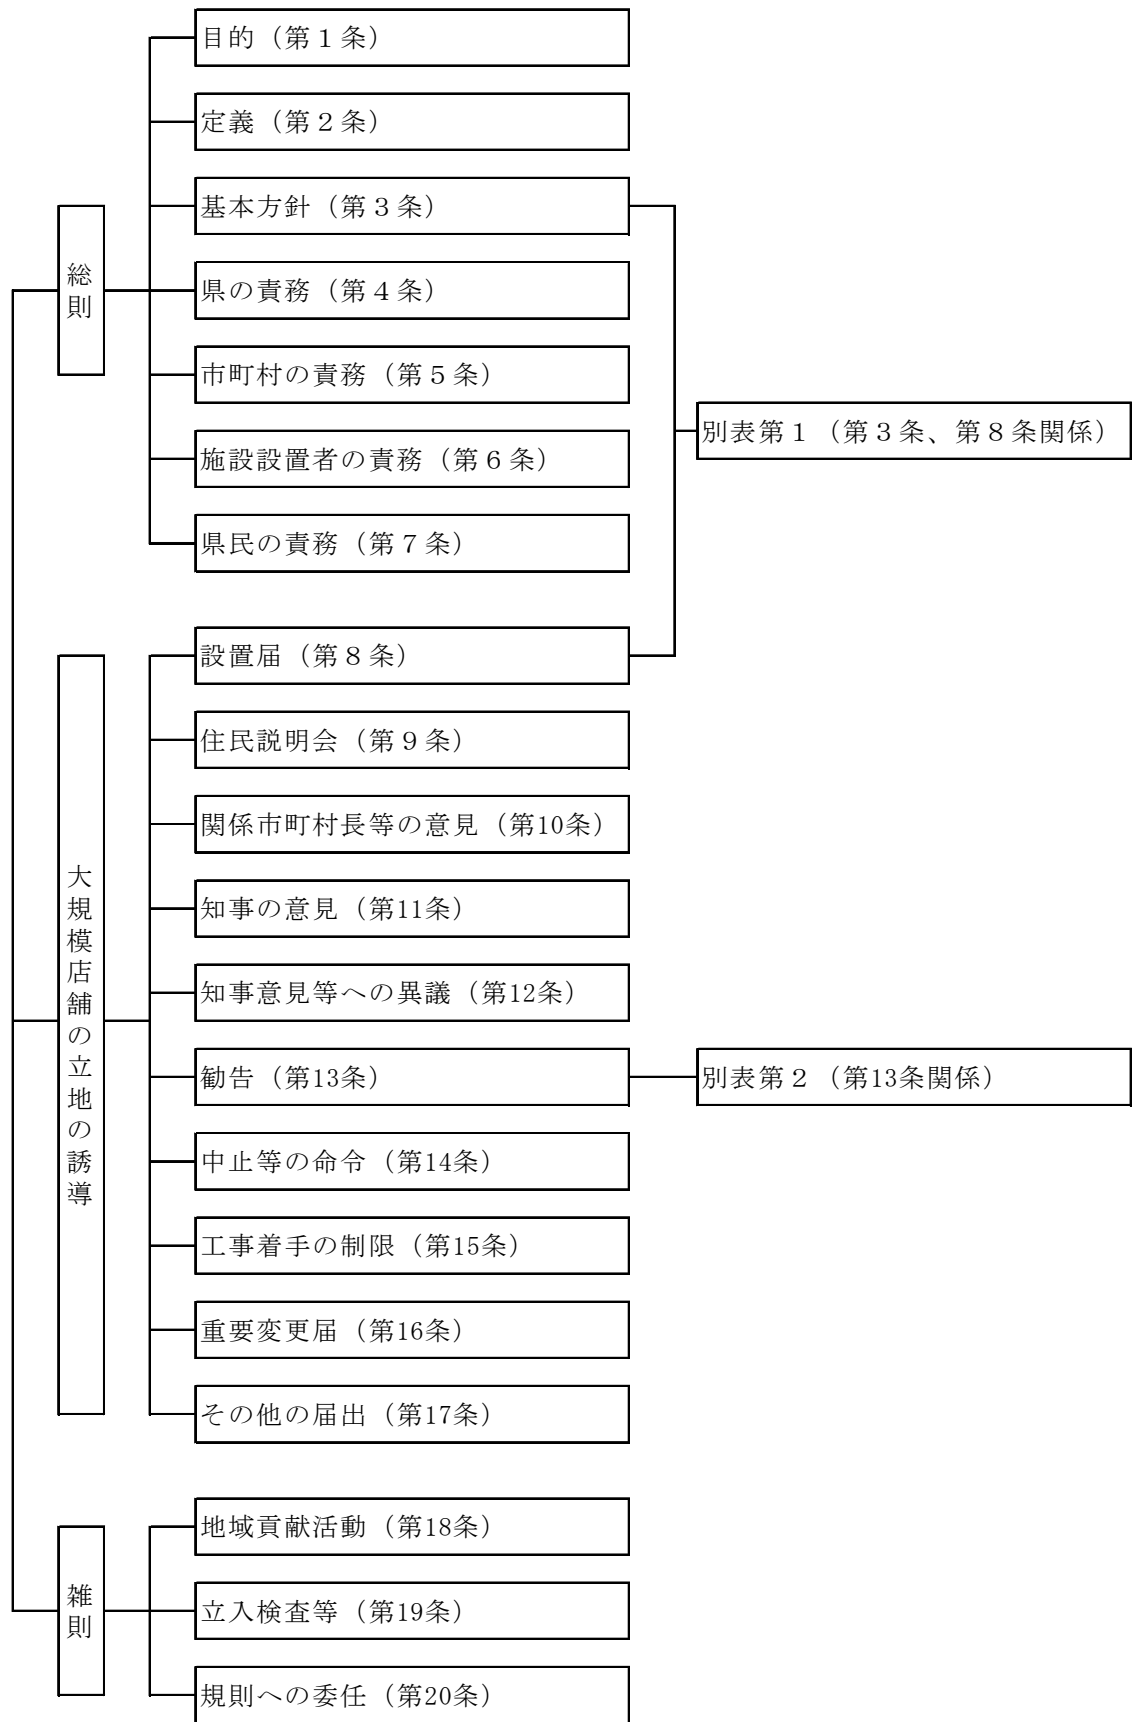 総則
目的（第１条）
定義（第２条）
基本方針（第３条）
県の責務（第４条）
市町村の責務（第５条）
施設設置者の責務（第６条）
県民の責務（第７条）
別表第１（第３条、第８条関係）
大規模店舗の立地の誘導
設置届（第８条）
住民説明会（第９条）
関係市町村長等の意見（第10条）
知事の意見（第11条）
知事意見等への異議（第12条）
勧告（第13条）
別表第２（第13条関係）
中止等の命令（第14条）
工事着手の制限（第15条）
重要変更届（第16条）
その他の届出（第17条）
雑則
地域貢献活動（第18条）
立入検査等（第19条）
規則への委任（第20条）